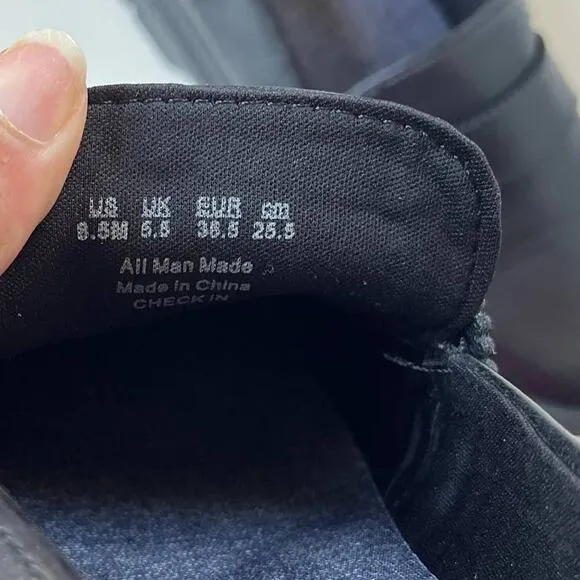 US UK EUR cm
8.5M 6.5 38.5 25.5
All Man Made
Made in China
CHECK IN